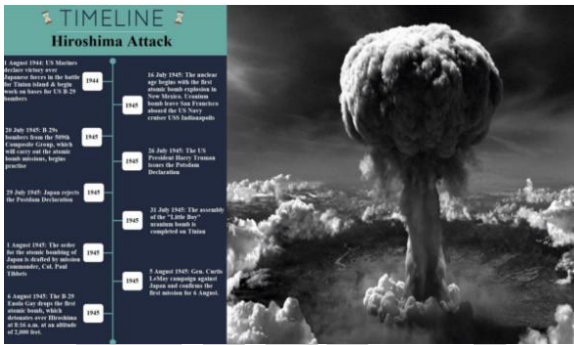 TIMELINE
Hiroshima Attack
1 August 1944: US Marines
declare victory over
Japanese forces in the battle
for Tinian Island & begin
work on bases for US B-29
bombers
1944
16 July 1945: The nuclear
age begins with the first
atomic bomb explosion in
New Mexico. Uranium
bomb leave San Francisco
aboard the US Navy
cruiser USS Indianapolis
1945
20 July 1945: B-29s
bombers from the 509th
Composite Group, which
will carry out the atomic
bomb missions, begins
practise
1945
26 July 1945: The US
President Harry Truman
issues the Potsdam
Declaration
1945
29 July 1945: Japan rejects
the Postdam Declaration
1945
31 July 1945: The assembly
of the "Little Boy"
uranium bomb is
completed on Tinian
1945
1 August 1945: The order
for the atomic bombing of
Japan is drafted by mission
commander, Col. Paul
Tibbets
1945
5 August 1945: Gen. Curtis
LeMay campaign against
Japan and confirms the
first mission for 6 August.
1945
6 August 1945: The B-29
Enola Gay drops the first
atomic bomb, which
detonates over Hiroshima
at 8:16 a.m. at an altitude
of 2,000 feet.
1945